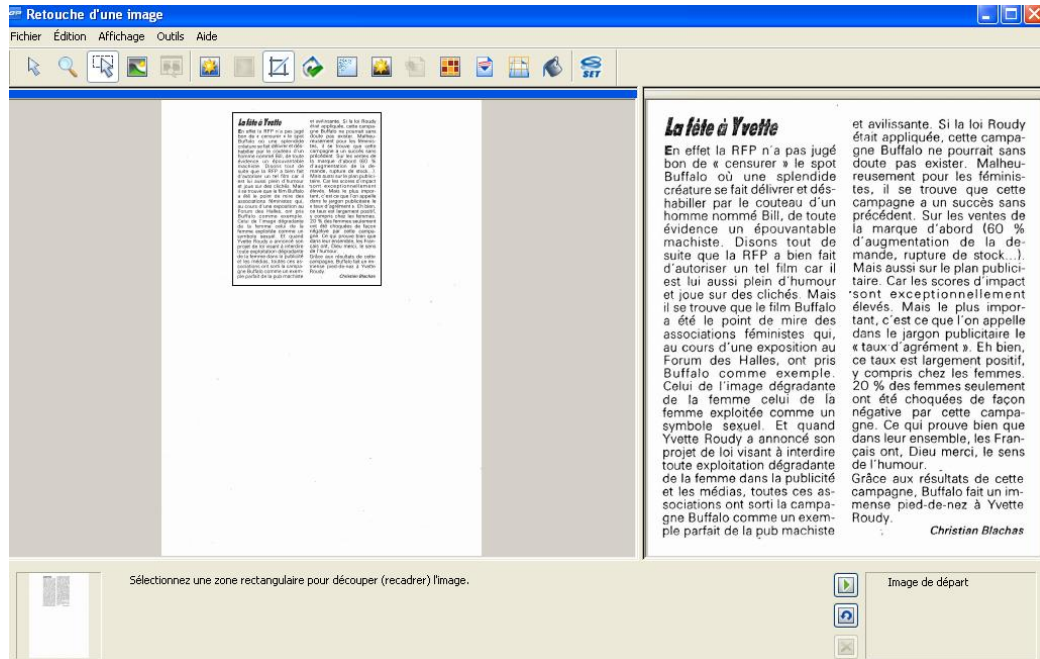 Retouche d'une image
Fichier Édition Affichage Outils Aide
SET
La fête à Yvette
En effet la RFP n'a pas jugé
bon de « censurer » le spot
Buffalo où une splendide
créature se fait délivrer et dés-
habiller par le couteau d'un
homme nommé Bill, de toute
évidence un épouvantable
machiste. Disons tout de
suite que la RFP a bien fait
d'autoriser un tel film car il
est lui aussi plein d'humour
et joue sur des clichés. Mais
il se trouve que le film Buffalo
a été le point de mire des
associations féministes qui,
au cours d'une exposition au
Forum des Halles, ont pris
Buffalo comme exemple.
Celui de l'image dégradante
de la femme celui de la
femme exploitée comme un
symbole sexuel. Et quand
Yvette Roudy a annoncé son
projet de loi visant à interdire
toute exploitation dégradante
de la femme dans la publicité
et les médias, toutes ces as-
sociations ont sorti la campa-
gne Buffalo comme un exem-
ple parfait de la pub machiste
et avilissante. Si la loi Roudy
était appliquée, cette campa-
gne Buffalo ne pourrait sans
doute pas exister. Malheu-
reusement pour les féminis-
tes, il se trouve que cette
campagne a un succès sans
précédent. Sur les ventes de
la marque d'abord (60 %
d'augmentation de la de-
mande, rupture de stock...).
Mais aussi sur le plan publici-
taire. Car les scores d'impact
sont exceptionnellement
élevés. Mais le plus impor-
tant, c'est ce que l'on appelle
dans le jargon publicitaire le
« taux d'agrément ». Eh bien,
ce taux est largement positif,
y compris chez les femmes.
20 % des femmes seulement
ont été choquées de façon
négative par cette campa-
gne. Ce qui prouve bien que
dans leur ensemble, les Fran-
çais ont, Dieu merci, le sens
de l'humour.
Grâce aux résultats de cette
campagne, Buffalo fait un im-
mense pied-de-nez à Yvette
Roudy.
Christian Blachas
Sélectionnez une zone rectangulaire pour découper (recadrer) l'image.
Image de départ